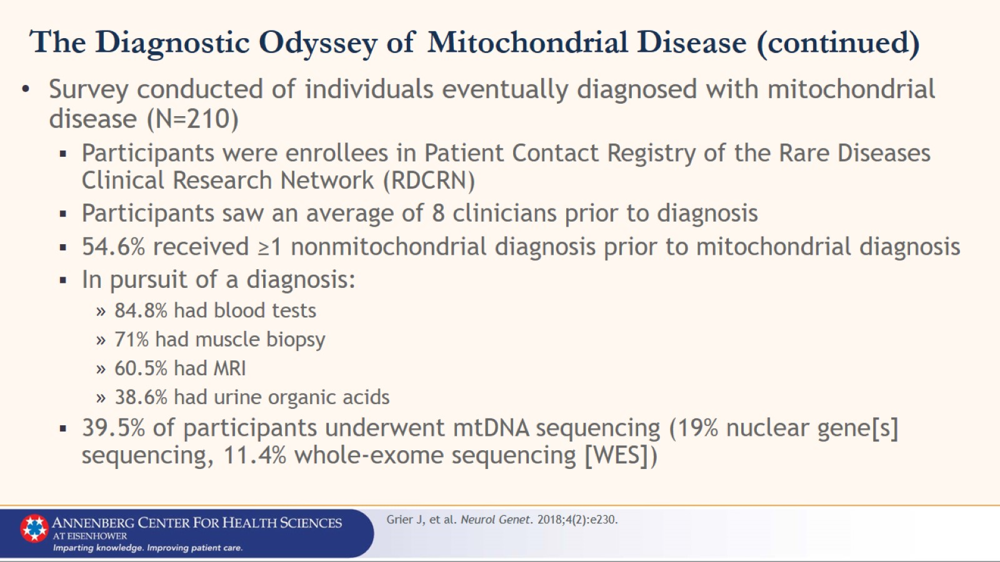 The Diagnostic Odyssey of Mitochondrial Disease (continued)
• Survey conducted of individuals eventually diagnosed with mitochondrial
disease (N=210)
▪ Participants were enrollees in Patient Contact Registry of the Rare Diseases
Clinical Research Network (RDCRN)
▪ Participants saw an average of 8 clinicians prior to diagnosis
▪ 54.6% received ≥1 nonmitochondrial diagnosis prior to mitochondrial diagnosis
▪ In pursuit of a diagnosis:
» 84.8% had blood tests
» 71% had muscle biopsy
» 60.5% had MRI
» 38.6% had urine organic acids
▪ 39.5% of participants underwent mtDNA sequencing (19% nuclear gene[s]
sequencing, 11.4% whole-exome sequencing [WES])
ANNENBERG CENTER FOR HEALTH SCIENCES
AT EISENHOWER
Imparting knowledge. Improving patient care.
Grier J, et al. Neurol Genet. 2018;4(2):e230.